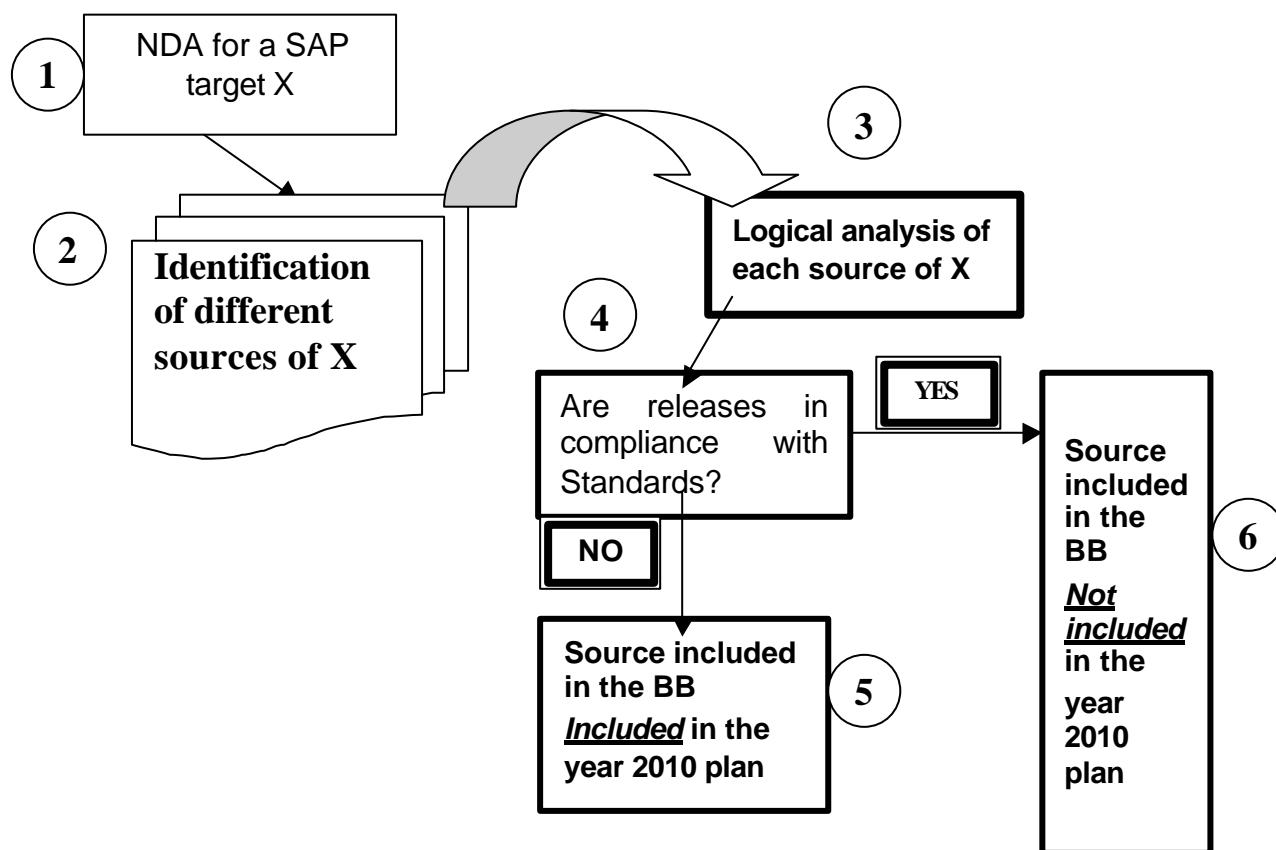 1
NDA for a SAP
target X
2
Identification
of different
sources of X
3
Logical analysis of
each source of X
4
Are releases in
compliance with
Standards?
YES
NO
5
Source included
in the BB
Included in the
year 2010 plan
6
Source
included
in the
BB
Not
included
in the
year
2010
plan